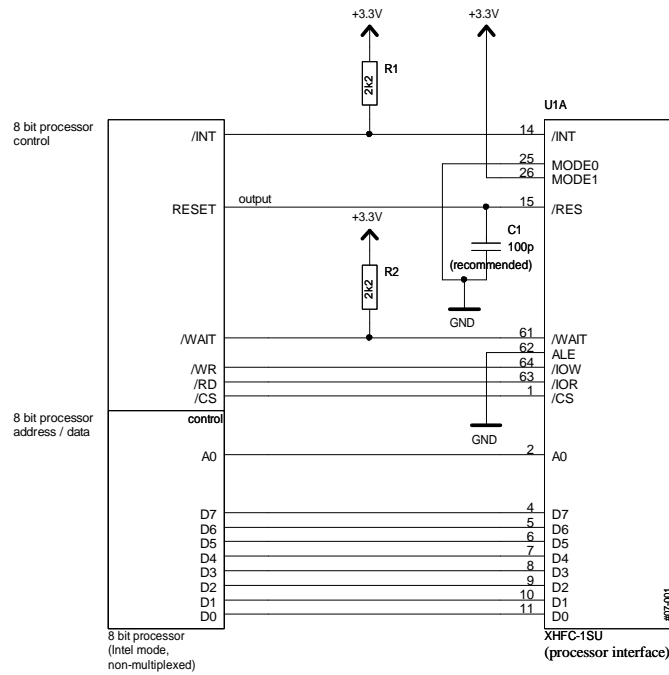 +3.3V
+3.3V
R1
2k2
U1A
8 bit processor
control
/INT
14
/INT
25
MODE0
26
MODE1
RESET
output
15
/RES
+3.3V
C1
100p
(recommended)
R2
2k2
GND
/WAIT
61
/WAIT
62
ALE
/WR
64
/IOW
/RD
63
/IOR
/CS
1
/CS
8 bit processor
address / data
control
GND
A0
2
A0
D7
4
D7
D6
5
D6
D5
6
D5
D4
7
D4
D3
8
D3
D2
9
D2
D1
10
D1
D0
11
D0
#07-001
8 bit processor
(Intel mode,
non-multiplexed)
XHFC-1SU
(processor interface)